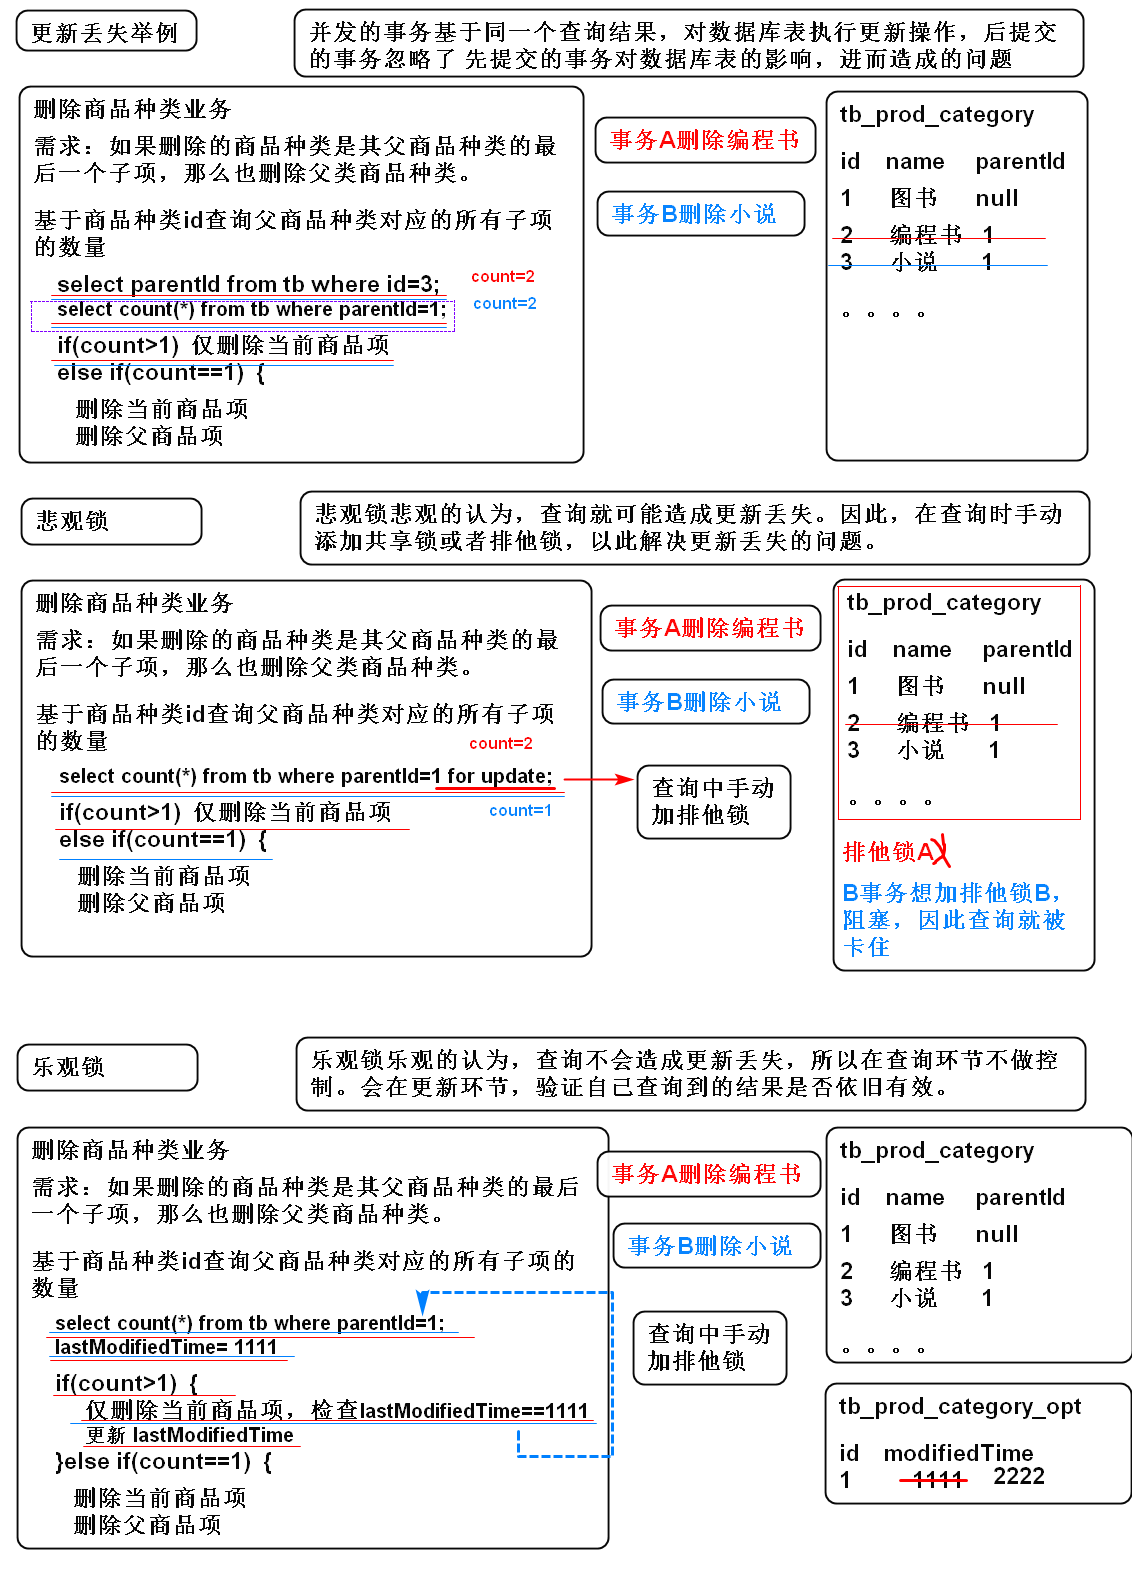 更新丢失举例
并发的事务基于同一个查询结果，对数据库表执行更新操作，后提交
的事务忽略了 先提交的事务对数据库表的影响，进而造成的问题
删除商品种类业务
需求：如果删除的商品种类是其父商品种类的最
后一个子项，那么也删除父类商品种类。
基于商品种类id查询父商品种类对应的所有子项
的数量
select parentId from tb where id=3;
count=2
select count(*) from tb where parentId=1;
count=2
if(count>1) 仅删除当前商品项
else if(count==1) {
删除当前商品项
删除父商品项
事务A删除编程书
事务B删除小说
tb_prod_category
id name parentId
1 图书 null
2 编程书 1
3 小说 1
。。。。
悲观锁
悲观锁悲观的认为，查询就可能造成更新丢失。因此，在查询时手动
添加共享锁或者排他锁，以此解决更新丢失的问题。
删除商品种类业务
需求：如果删除的商品种类是其父商品种类的最
后一个子项，那么也删除父类商品种类。
基于商品种类id查询父商品种类对应的所有子项
的数量
count=2
select count(*) from tb where parentId=1 for update;
count=1
if(count>1) 仅删除当前商品项
else if(count==1) {
删除当前商品项
删除父商品项
事务A删除编程书
事务B删除小说
查询中手动
加排他锁
tb_prod_category
id name parentId
1 图书 null
2 编程书 1
3 小说 1
。。。。
排他锁A
B事务想加排他锁B，
阻塞，因此查询就被
卡住
乐观锁
乐观锁乐观的认为，查询不会造成更新丢失，所以在查询环节不做控
制。会在更新环节，验证自己查询到的结果是否依旧有效。
删除商品种类业务
需求：如果删除的商品种类是其父商品种类的最后
一个子项，那么也删除父类商品种类。
基于商品种类id查询父商品种类对应的所有子项的
数量
select count(*) from tb where parentId=1;
lastModifiedTime= 1111
if(count>1) {
仅删除当前商品项，检查lastModifiedTime==1111
更新 lastModifiedTime
}else if(count==1) {
删除当前商品项
删除父商品项
事务A删除编程书
事务B删除小说
查询中手动
加排他锁
tb_prod_category
id name parentId
1 图书 null
2 编程书 1
3 小说 1
。。。。
tb_prod_category_opt
id modifiedTime
1 1111 2222